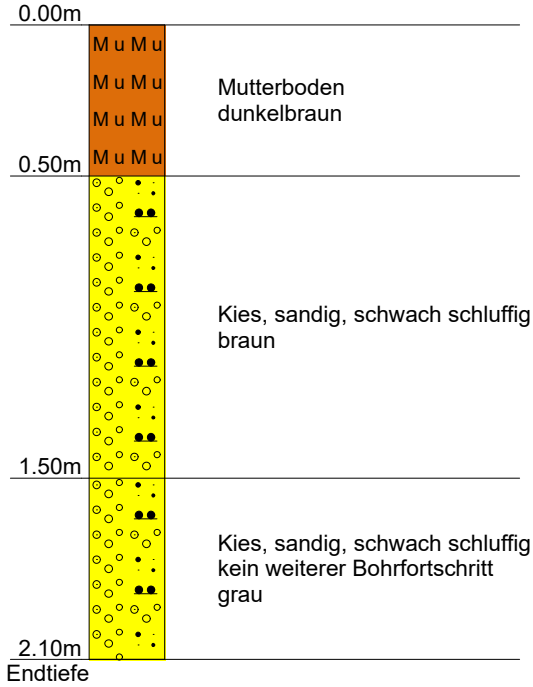 0.00m
M u M u
M u M u
M u M u
M u M u
Mutterboden
dunkelbraun
0.50m
Kies, sandig, schwach schluffig
braun
1.50m
Kies, sandig, schwach schluffig
kein weiterer Bohrfortschritt
grau
2.10m
Endtiefe